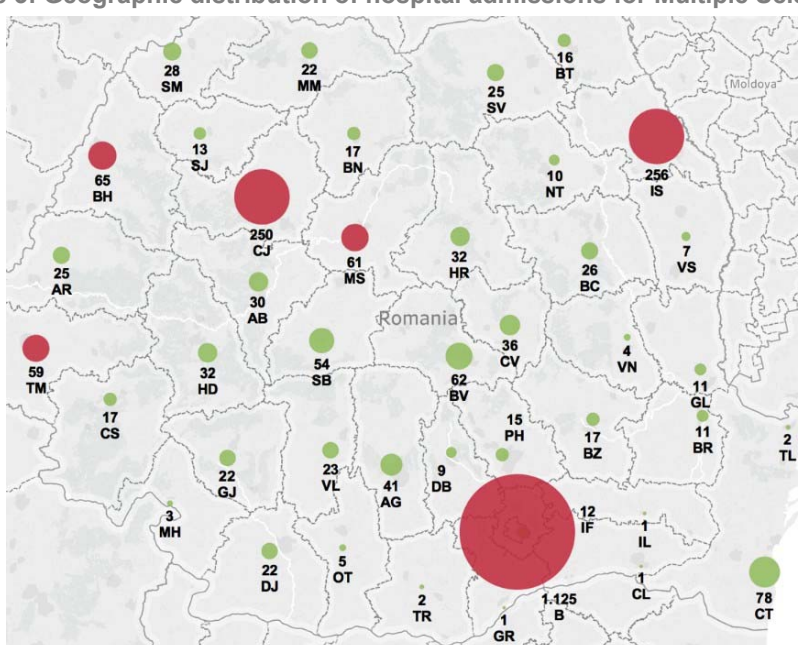 Geographic distribution of hospital admissions for Multiple
16
BT
28
SM
22
MM
25
SV
Moldova
13
SJ
17
BN
10
NT
256
IS
65
BH
250
CJ
61
MS
32
HR
26
BC
7
VS
25
AR
30
AB
Romania
36
CV
4
VN
59
TM
32
HD
54
SB
62
BV
11
GL
17
CS
15
PH
17
BZ
11
BR
2
TL
22
GJ
23
VL
41
AG
9
DB
3
MH
12
IF
1
IL
22
DJ
5
OT
2
TR
1
GR
1.125
B
1
CL
78
CT